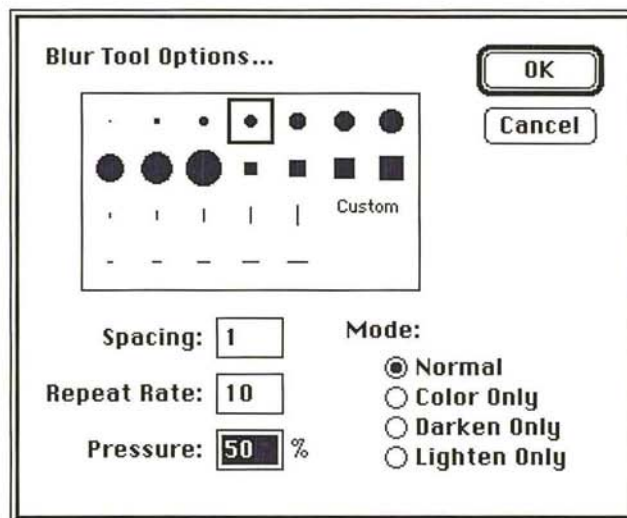 Blur Tool Options...
OK
Cancel
Custom
Spacing: 1
Repeat Rate: 10
Pressure: 50 %
Mode:
Normal
Color Only
Darken Only
Lighten Only